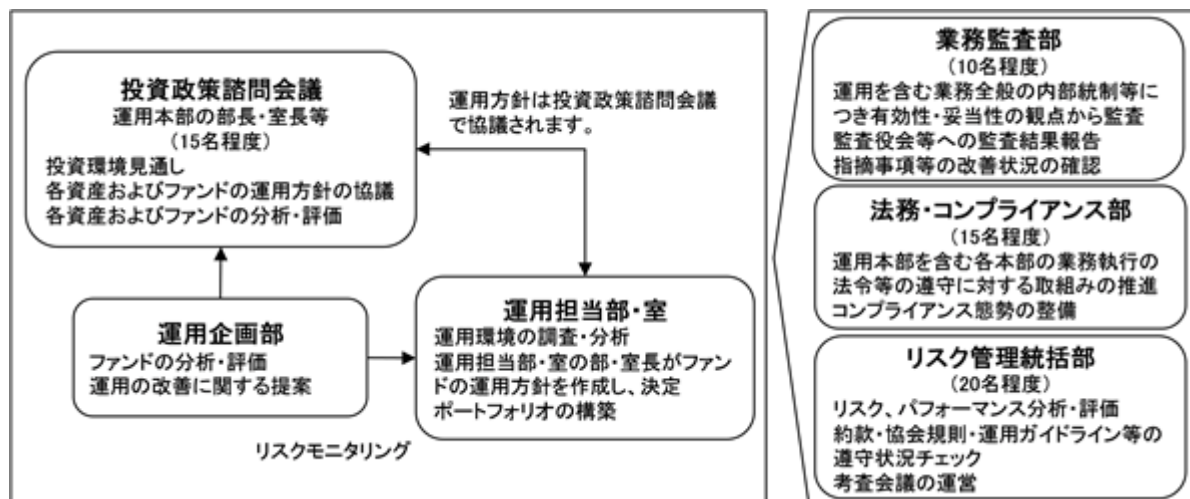 投資政策諮問会議
運用本部の部長・室長等
(15名程度)
投資環境見通し
各資産およびファンドの運用方針の協議
各資産およびファンドの分析・評価
運用方針は投資政策諮問会議
で協議されます。
運用企画部
ファンドの分析・評価
運用の改善に関する提案
運用担当部・室
運用環境の調査・分析
運用担当部・室の部・室長がファン
ドの運用方針を作成し、決定
ポートフォリオの構築
リスクモニタリング
業務監査部
(10名程度)
運用を含む業務全般の内部統制等に
つき有効性・妥当性の観点から監査
監査役会等への監査結果報告
指摘事項等の改善状況の確認
法務・コンプライアンス部
(15名程度)
運用本部を含む各本部の業務執行の
法令等の遵守に対する取組みの推進
コンプライアンス態勢の整備
リスク管理統括部
(20名程度)
リスク、パフォーマンス分析・評価
約款・協会規則・運用ガイドライン等の
遵守状況チェック
考査会議の運営